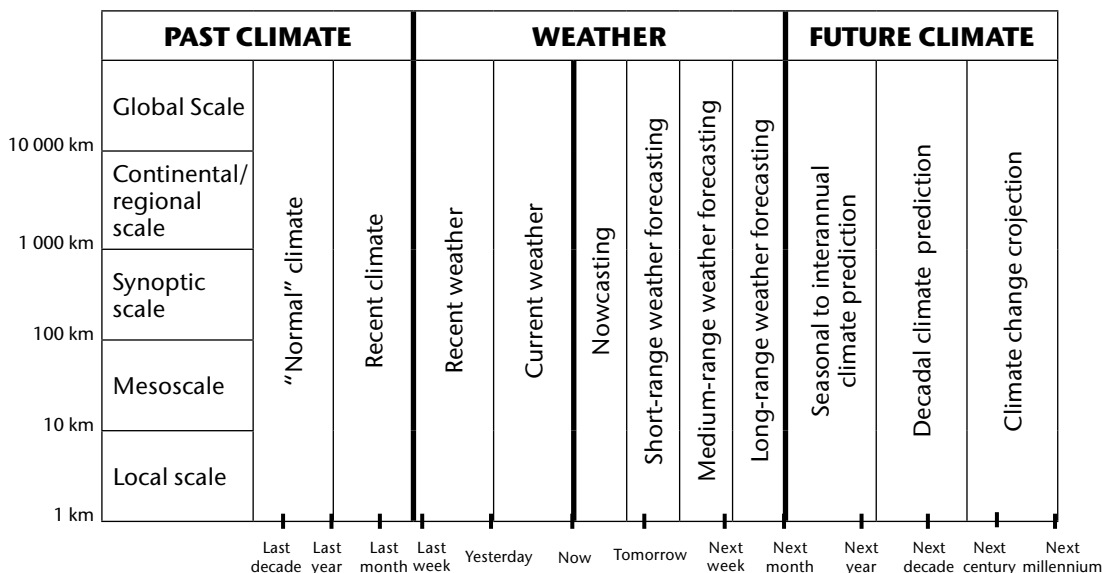 PAST CLIMATE
WEATHER
FUTURE CLIMATE
Global Scale
10 000 km
Continental/
regional
scale
1 000 km
Synoptic
scale
100 km
Mesoscale
10 km
Local scale
1 km
“Normal” climate
Recent climate
Recent weather
Current weather
Nowcasting
Short-range weather forecasting
Medium-range weather forecasting
Long-range weather forecasting
Seasonal to interannual
climate prediction
Decadal climate prediction
Climate change crojection
Last
decade
Last
year
Last
month
Last
week
Yesterday
Now
Tomorrow
Next
week
Next
month
Next
year
Next
decade
Next
century
Next
millennium